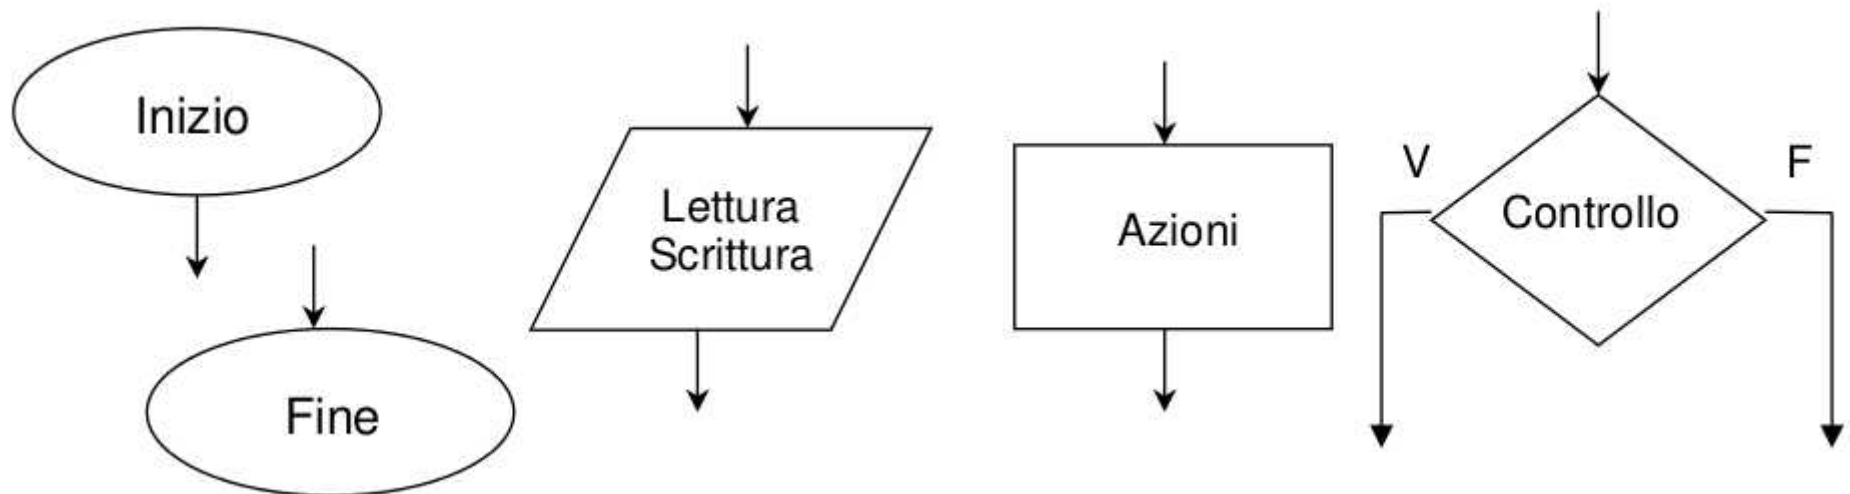 Inizio
Fine
Lettura
Scrittura
Azioni
V
Controllo
F